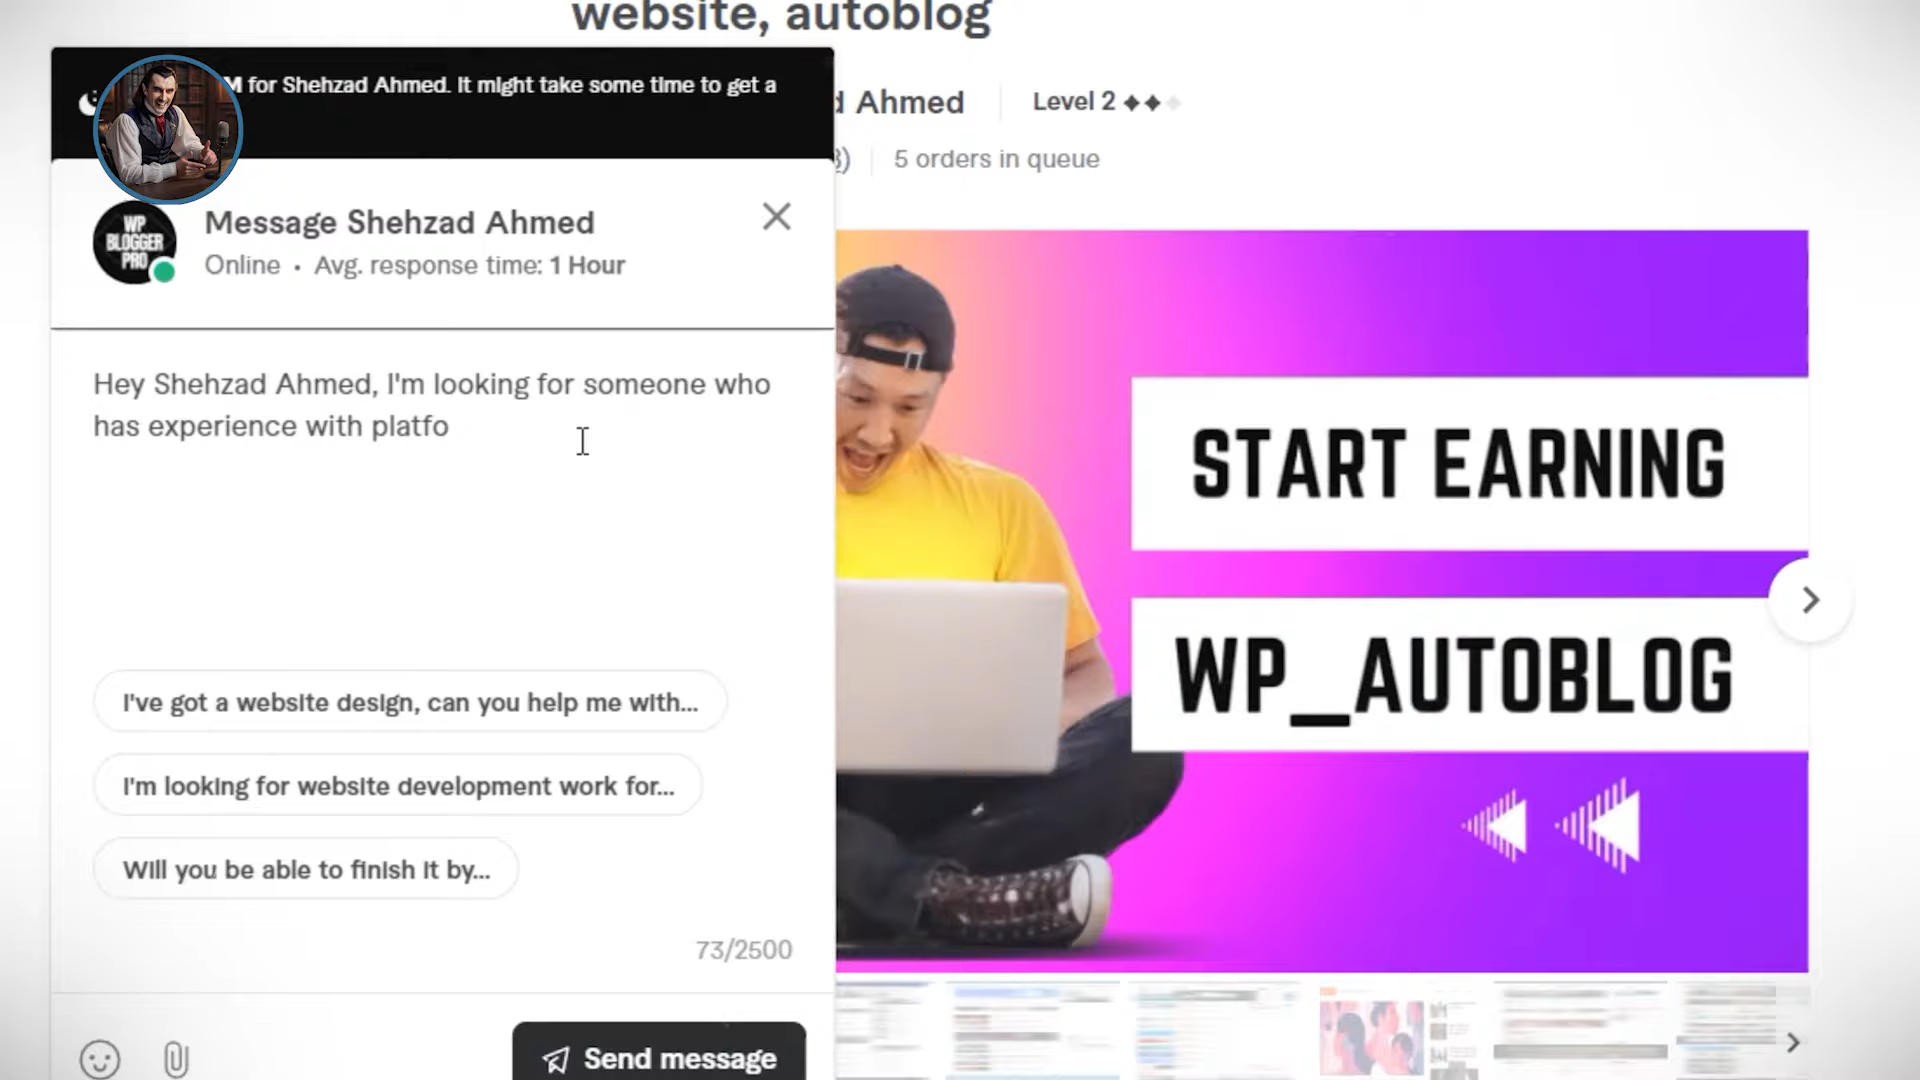 website, autoblog
M for Shehzad Ahmed. It might take some time to get a
d Ahmed
Level 2
5 orders in queue
WP
BLOGGER
PRO
Message Shehzad Ahmed
Online • Avg. response time: 1 Hour
Hey Shehzad Ahmed, I'm looking for someone who
has experience with platfo
START EARNING
WP_AUTOBLOG
I've got a website design, can you help me with...
I'm looking for website development work for...
Will you be able to finish it by...
73/2500
Send message